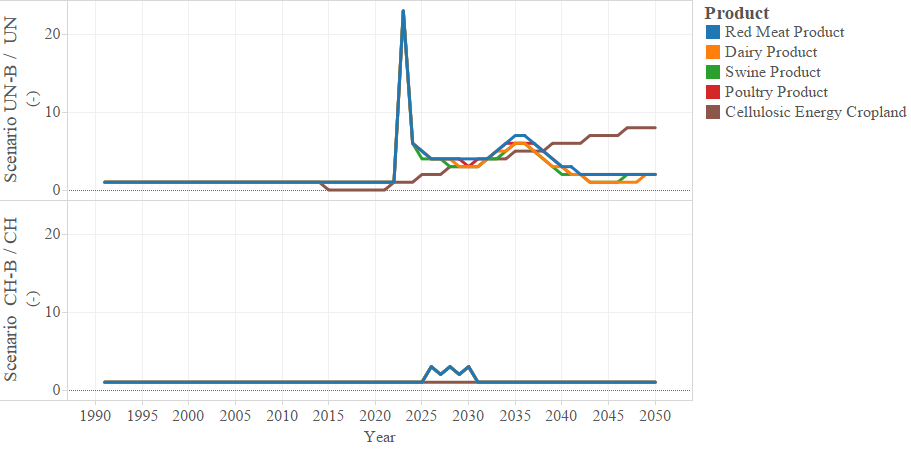 Scenario UN-B / UN
(-)
20
10
0
Scenario CH-B / CH
(-)
20
10
0
1990 1995 2000 2005 2010 2015 2020 2025 2030 2035 2040 2045 2050
Year
Product
Red Meat Product
Dairy Product
Swine Product
Poultry Product
Cellulosic Energy Cropland